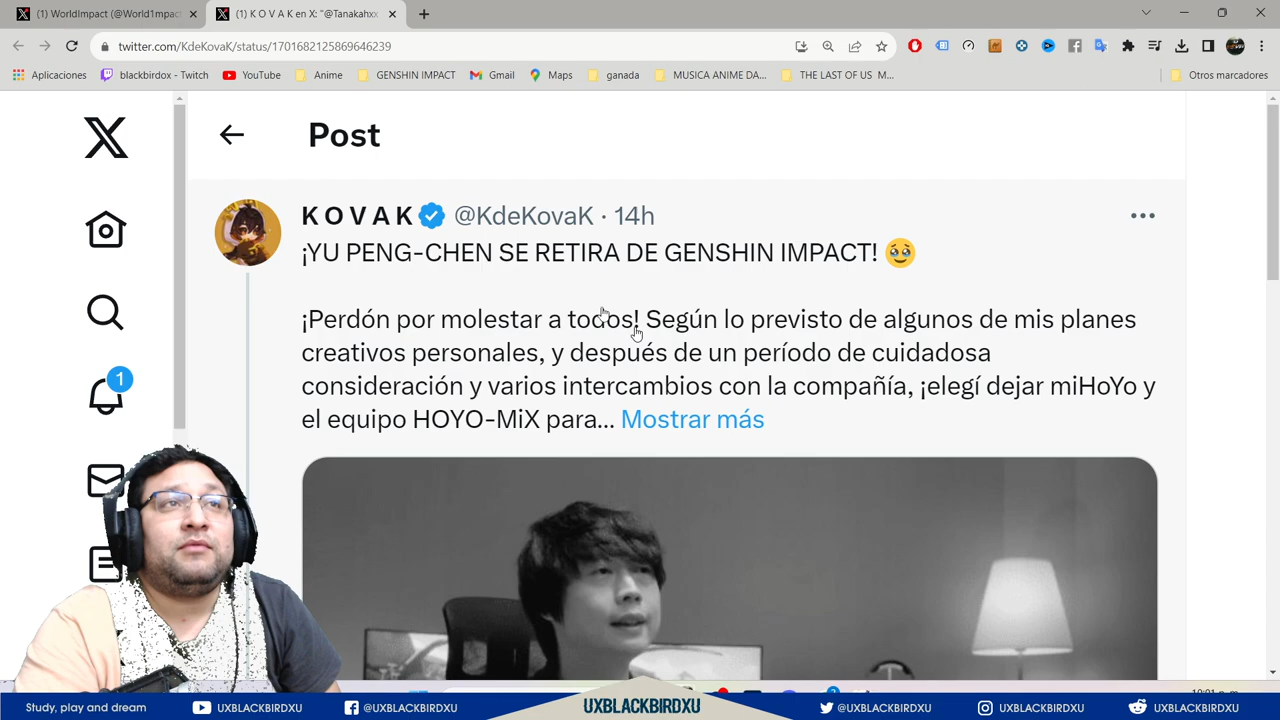 (1) WorldImpact (@World1mpact
(1) K O V A K en X: "@Tanakahxx
twitter.com/KdeKovaK/status/1701682125869646239
Aplicaciones
blackbirdox - Twitch
YouTube
Anime
GENSHIN IMPACT
Gmail
Maps
ganada
MUSICA ANIME DA...
THE LAST OF US M...
Otros marcadores
Post
K O V A K @KdeKovaK · 14h
¡YU PENG-CHEN SE RETIRA DE GENSHIN IMPACT! 🥹
¡Perdón por molestar a todos! Según lo previsto de algunos de mis planes
creativos personales, y después de un período de cuidadosa
consideración y varios intercambios con la compañía, ¡elegí dejar miHoYo y
el equipo HOYO-MiX para... Mostrar más
1
Study, play and dream
UXBLACKBIRDXU
@UXBLACKBIRDXU
UXBLACKBIRDXU
@UXBLACKBIRDXU
UXBLACKBIRDXU
UXBLACKBIRDXU